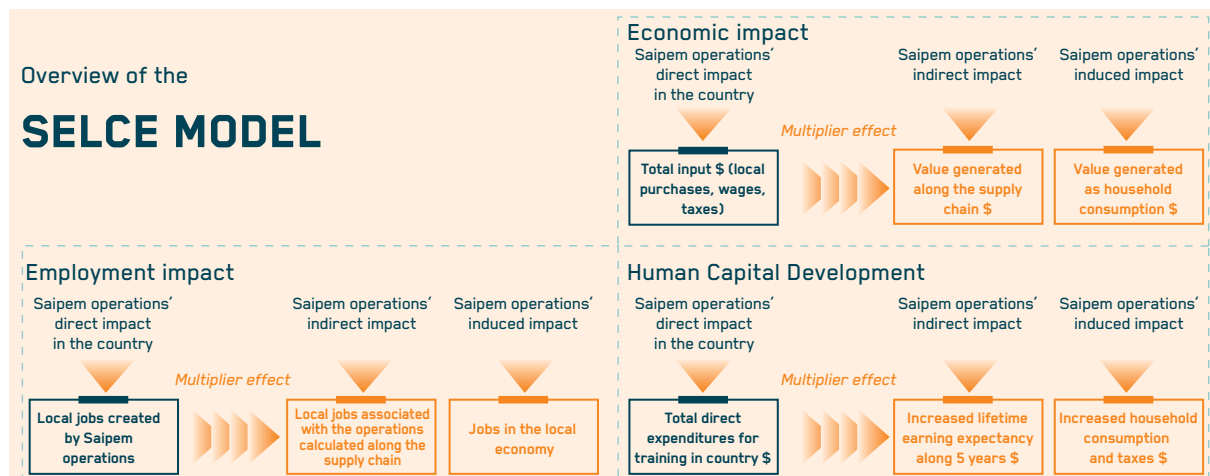 Overview of the
SELCE MODEL
Economic impact
Saipem operations’
direct impact
in the country
Saipem operations’
indirect impact
Saipem operations’
induced impact
Multiplier effect
Total input $ (local
purchases, wages,
taxes)
Value generated
along the supply
chain $
Value generated
as household
consumption $
Employment impact
Saipem operations’
direct impact
in the country
Saipem operations’
indirect impact
Saipem operations’
induced impact
Multiplier effect
Local jobs created
by Saipem
operations
Local jobs associated
with the operations
calculated along the
supply chain
Jobs in the local
economy
Human Capital Development
Saipem operations’
direct impact
in the country
Saipem operations’
indirect impact
Saipem operations’
induced impact
Multiplier effect
Total direct
expenditures for
training in country $
Increased lifetime
earning expectancy
along 5 years $
Increased household
consumption
and taxes $